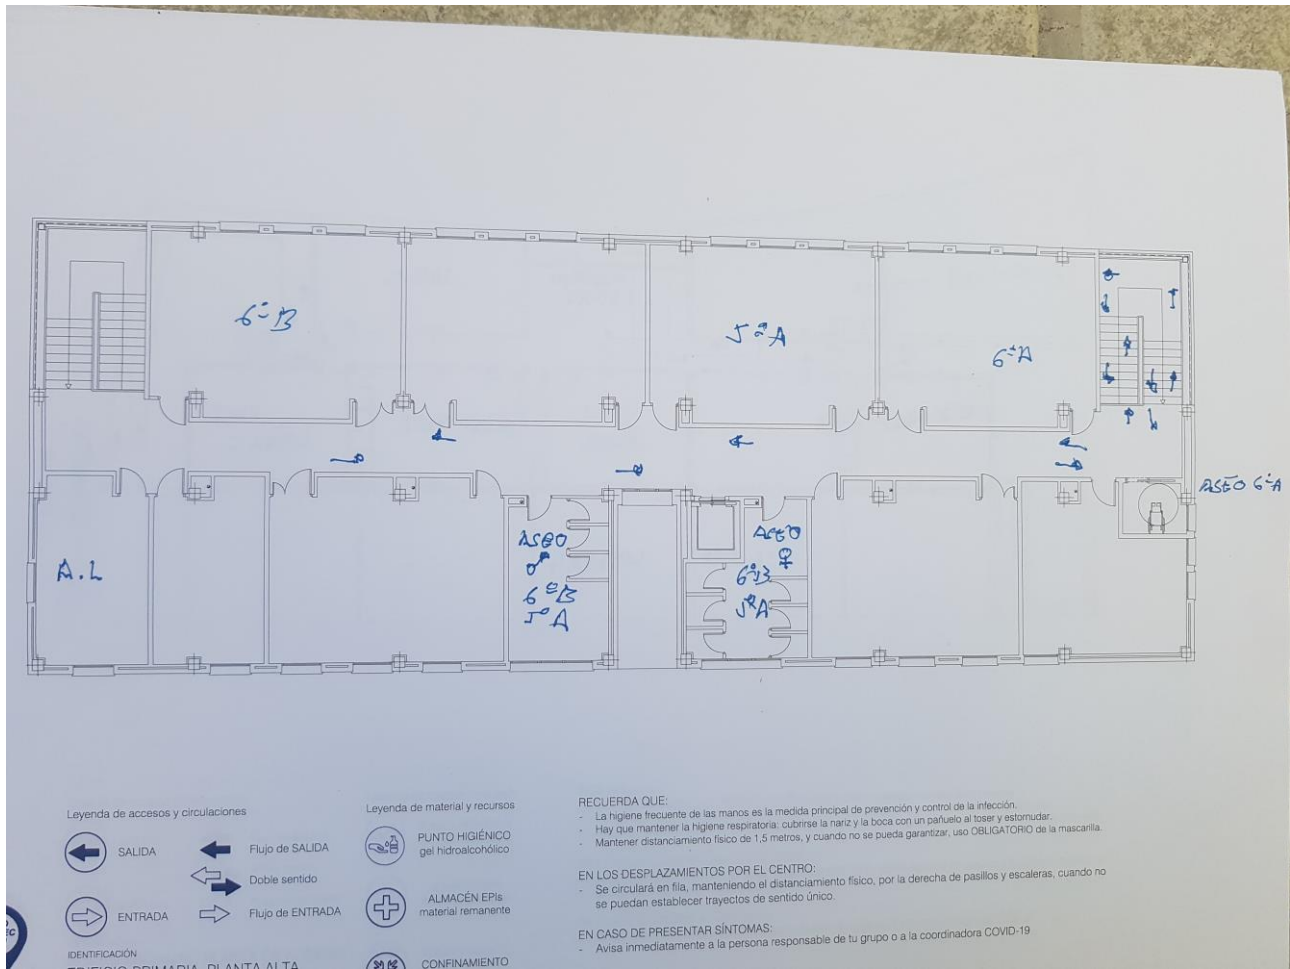 6º B
5º A
6º A
ASEO 6º A
A.L
ASEO
6º B
5º A
ASEO
6º B
5º A
Leyenda de accesos y circulaciones
SALIDA
Flujo de SALIDA
Doble sentido
ENTRADA
Flujo de ENTRADA
IDENTIFICACIÓN
EDIFICIO PRIMARIA. PLANTA ALTA
Leyenda de material y recursos
PUNTO HIGIÉNICO
gel hidroalcohólico
ALMACÉN EPIs
material remanente
CONFINAMIENTO
RECUERDA QUE:
- La higiene frecuente de las manos es la medida principal de prevención y control de la infección.
- Hay que mantener la higiene respiratoria: cubrirse la nariz y la boca con un pañuelo al toser y estornudar.
- Mantener distanciamiento físico de 1,5 metros, y cuando no se pueda garantizar, uso OBLIGATORIO de la mascarilla.
EN LOS DESPLAZAMIENTOS POR EL CENTRO:
- Se circulará en fila, manteniendo el distanciamiento físico, por la derecha de pasillos y escaleras, cuando no
se puedan establecer trayectos de sentido único.
EN CASO DE PRESENTAR SÍNTOMAS:
- Avisa inmediatamente a la persona responsable de tu grupo o a la coordinadora COVID-19